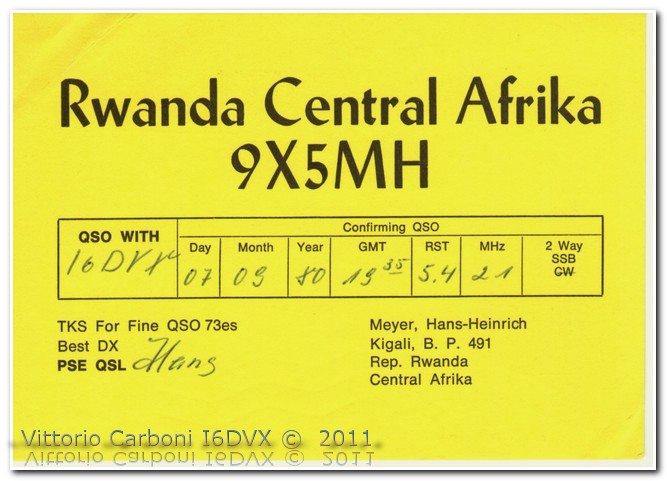 Rwanda Central Afrika
9X5MH
QSO WITH
I6DVX
Confirming QSO
Day Month Year GMT RST MHz 2 Way SSB CW
07 09 80 19 35 5.4 21
TKS For Fine QSO 73es
Best DX
PSE QSL Hans
Meyer, Hans-Heinrich
Kigali, B. P. 491
Rep. Rwanda
Central Afrika
Vittorio Carboni I6DVX © 2011